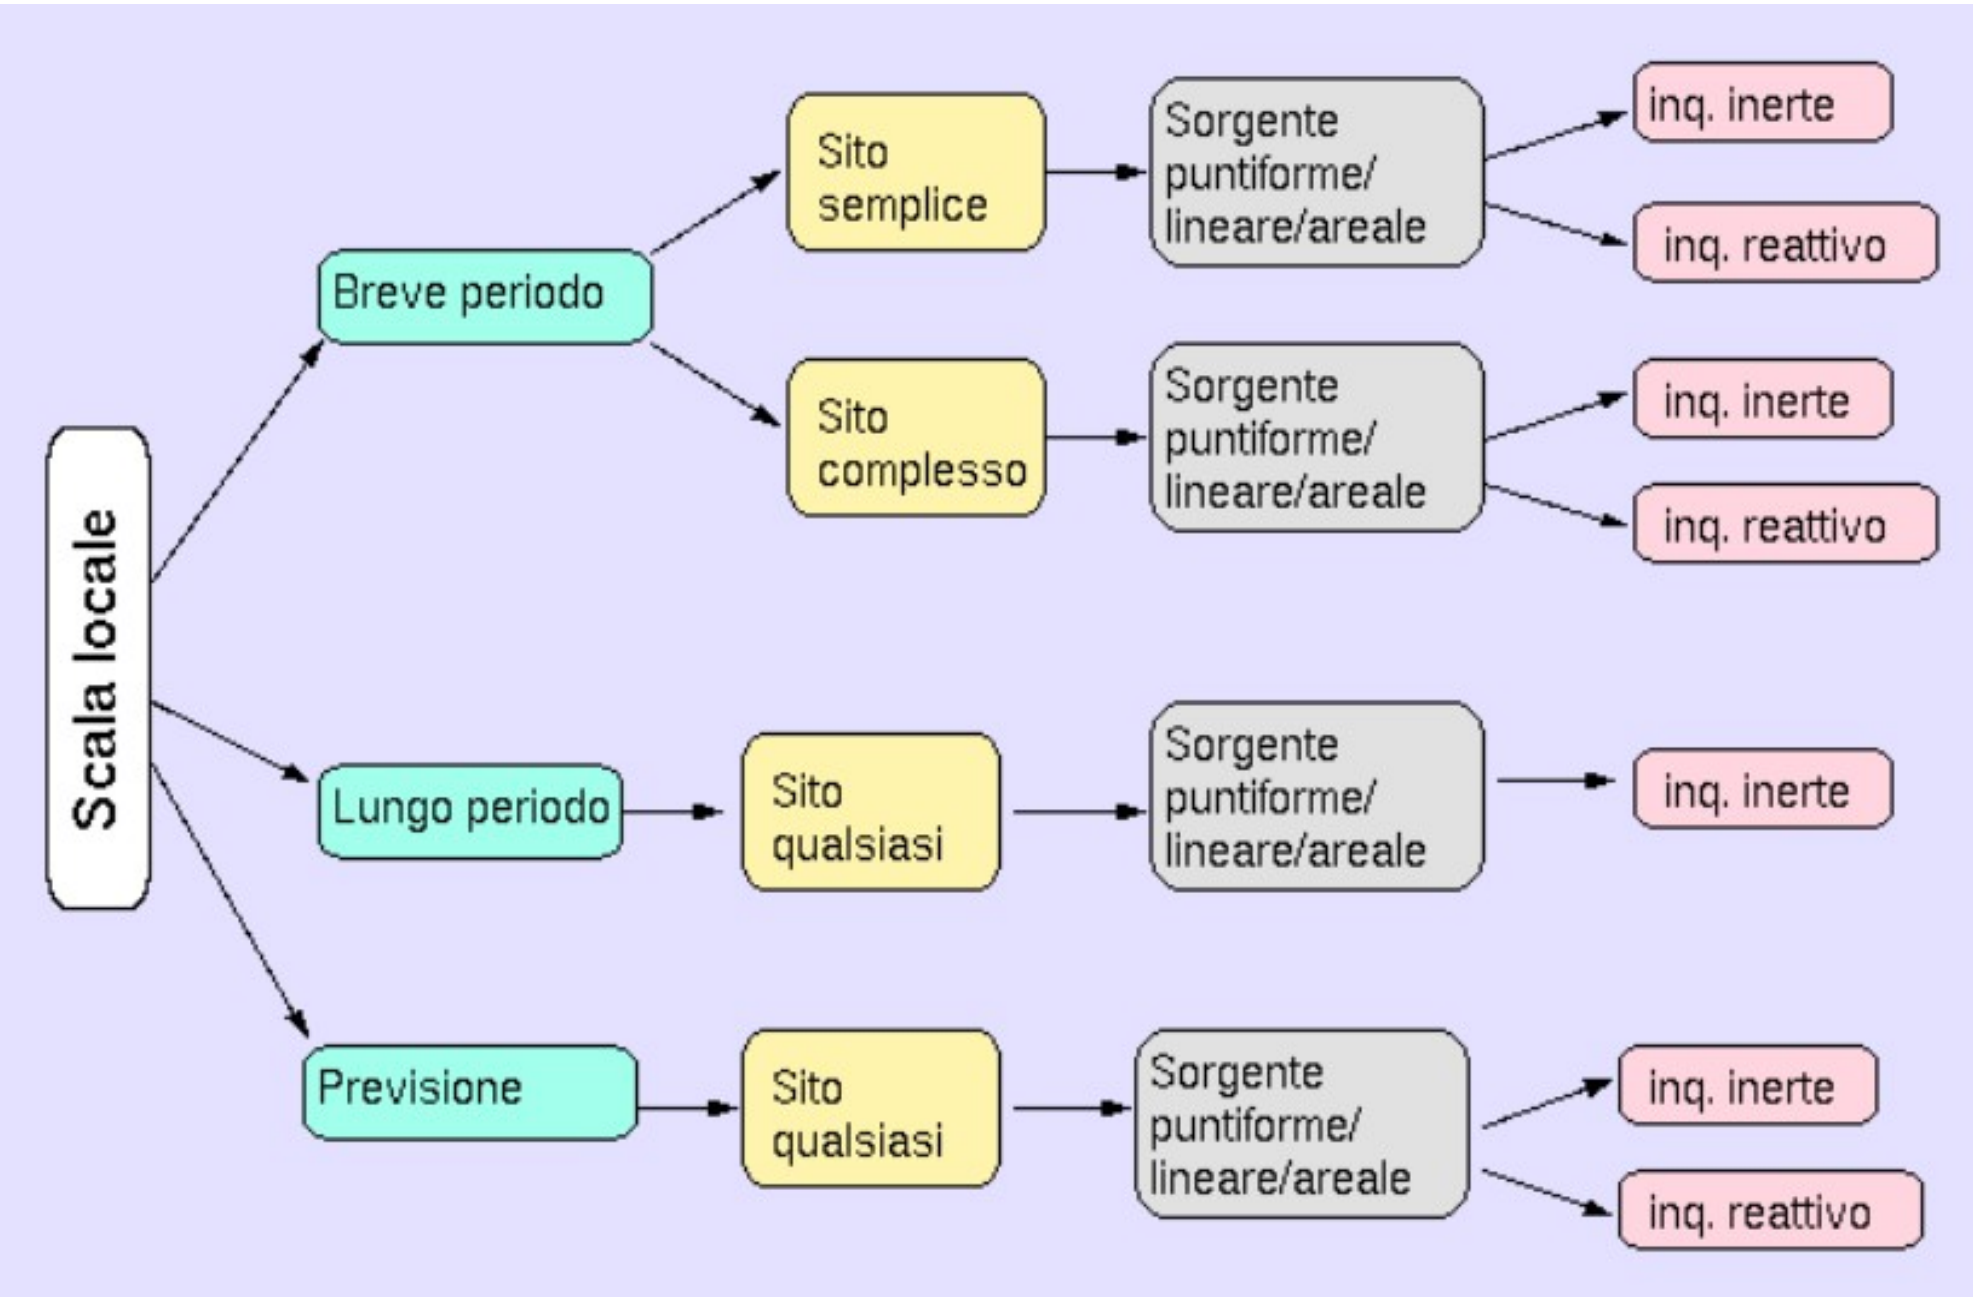 Scala locale
Breve periodo
Sito
semplice
Sorgente
puntiforme/
lineare/areale
inq. inerte
inq. reattivo
Sito
complesso
Sorgente
puntiforme/
lineare/areale
inq. inerte
inq. reattivo
Lungo periodo
Sito
qualsiasi
Sorgente
puntiforme/
lineare/areale
inq. inerte
Previsione
Sito
qualsiasi
Sorgente
puntiforme/
lineare/areale
inq. inerte
inq. reattivo